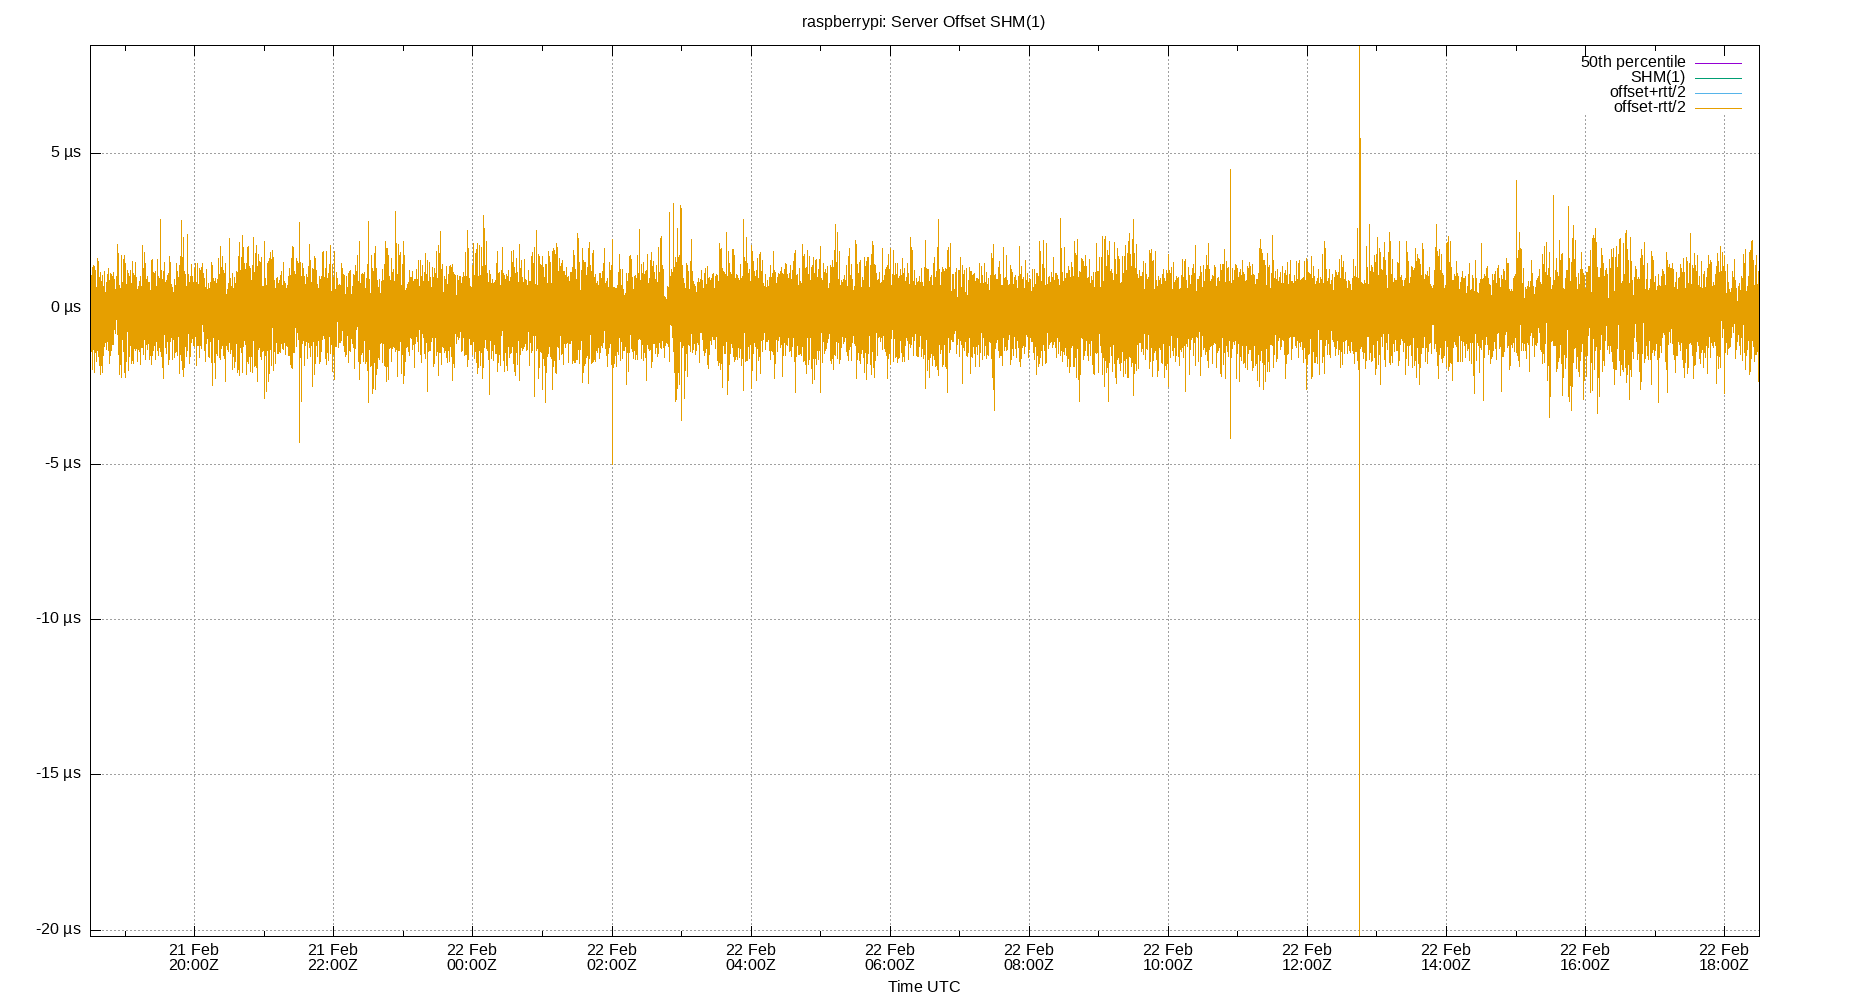 raspberrypi: Server Offset SHM(1)
50th percentile
SHM(1)
offset+rtt/2
offset-rtt/2
5 µs
0 µs
-5 µs
-10 µs
-15 µs
-20 µs
21 Feb 21 Feb 22 Feb 22 Feb 22 Feb 22 Feb 22 Feb 22 Feb 22 Feb 22 Feb 22 Feb 22 Feb
20:00Z 22:00Z 00:00Z 02:00Z 04:00Z 06:00Z 08:00Z 10:00Z 12:00Z 14:00Z 16:00Z 18:00Z
Time UTC